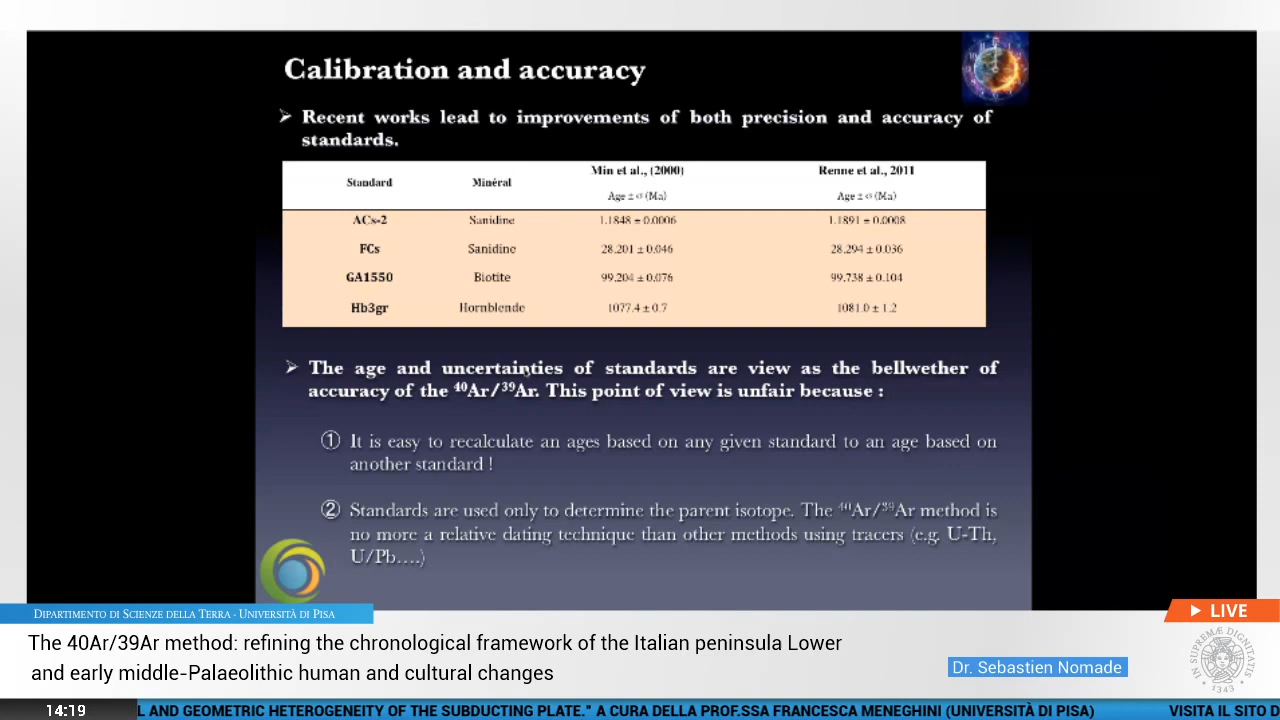 Calibration and accuracy
➢ Recent works lead to improvements of both precision and accuracy of
standards.
Standard Minéral Min et al., (2000) Renne et al., 2011
Age ± σ (Ma) Age ± σ (Ma)
ACs-2 Sanidine 1.1848 ± 0.0006 1.1891 ± 0.0008
FCs Sanidine 28.201 ± 0.046 28.294 ± 0.036
GA1550 Biotite 99.204 ± 0.076 99.738 ± 0.104
Hb3gr Hornblende 1077.4 ± 0.7 1081.0 ± 1.2
➢ The age and uncertainties of standards are view as the bellwether of
accuracy of the ⁴⁰Ar/³⁹Ar. This point of view is unfair because :
① It is easy to recalculate an ages based on any given standard to an age based on
another standard !
② Standards are used only to determine the parent isotope. The ⁴⁰Ar/³⁹Ar method is
no more a relative dating technique than other methods using tracers (e.g. U-Th,
U/Pb....)
DIPARTIMENTO DI SCIENZE DELLA TERRA - UNIVERSITÀ DI PISA
LIVE
The 40Ar/39Ar method: refining the chronological framework of the Italian peninsula Lower
and early middle-Palaeolithic human and cultural changes
Dr. Sebastien Nomade
IN SUPREMÆ DIGNITATIS
1343
14:19 L AND GEOMETRIC HETEROGENEITY OF THE SUBDUCTING PLATE." A CURA DELLA PROF.SSA FRANCESCA MENEGHINI (UNIVERSITÀ DI PISA) VISITA IL SITO D